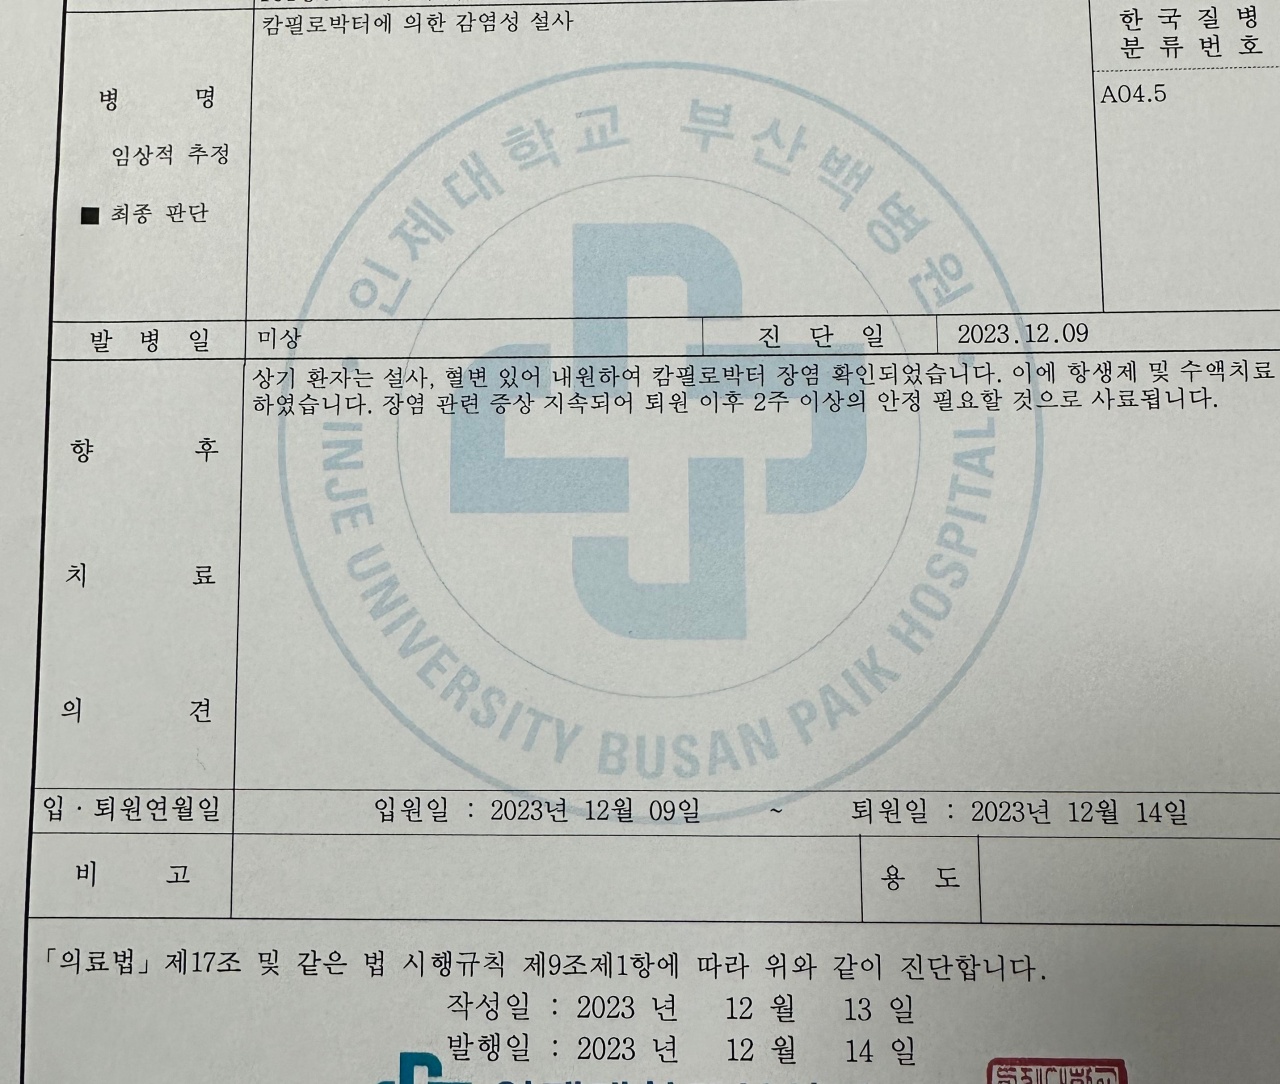 캄필로박터에 의한 감염성 설사
한 국 질 병
분 류 번 호
병 명
A04.5
임상적 추정
■ 최종 판단
인제대학교 부산백병원
발 병 일 미상 진 단 일 2023.12.09
상기 환자는 설사, 혈변 있어 내원하여 캄필로박터 장염 확인되었습니다. 이에 항생제 및 수액치료
하였습니다. 장염 관련 증상 지속되어 퇴원 이후 2주 이상의 안정 필요할 것으로 사료됩니다.
향 후
치 료
의 견
INJE UNIVERSITY BUSAN PAIK HOSPITAL
입·퇴원연월일 입원일 : 2023년 12월 09일 ~ 퇴원일 : 2023년 12월 14일
비 고 용 도
「의료법」 제17조 및 같은 법 시행규칙 제9조제1항에 따라 위와 같이 진단합니다.
작성일 : 2023 년 12 월 13 일
발행일 : 2023 년 12 월 14 일